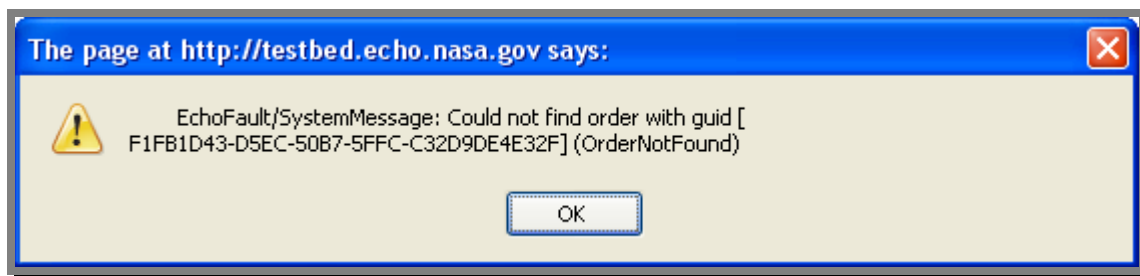 The page at http://testbed.echo.nasa.gov says:
EchoFault/SystemMessage: Could not find order with guid [
F1FB1D43-D5EC-50B7-5FFC-C32D9DE4E32F] (OrderNotFound)
OK